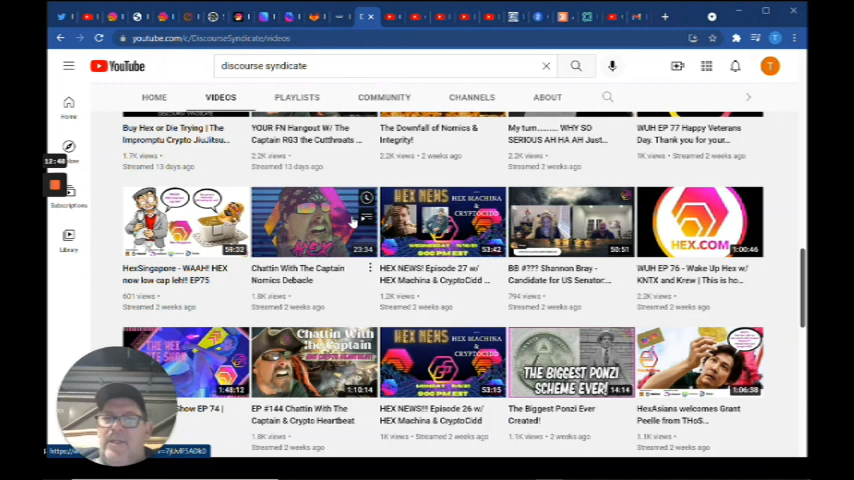 youtube.com/c/DiscourseSyndicate/videos
YouTube
discourse syndicate
T
HOME
VIDEOS
PLAYLISTS
COMMUNITY
CHANNELS
ABOUT
Home
12:48
Subscriptions
Library
Buy Hex or Die Trying | The
Impromptu Crypto JiuJitsu...
1.7K views
Streamed 13 days ago
YOUR FN Hangout W/ The
Captain RG3 the Cutthroats ...
2.2K views
Streamed 13 days ago
The Downfall of Nomics &
Integrity!
2.2K views · 2 weeks ago
My turn......... WHY SO
SERIOUS AH HA AH Just...
2.2K views · 2 weeks ago
WUH EP 77 Happy Veterans
Day. Thank you for your...
1K views · Streamed 2 weeks ago
59:32
HexSingapore - WAAH! HEX
now low cap leh!! EP75
601 views
Streamed 2 weeks ago
HEX
23:34
Chattin With The Captain
Nomics Debacle
1.8K views
Streamed 2 weeks ago
HEX NEWS
HEX MACHINA
& CRYPTOCIDD
53:42
HEX NEWS! Episode 27 w/
HEX Machina & CryptoCidd ...
1.2K views
Streamed 2 weeks ago
50:51
BB #??? Shannon Bray -
Candidate for US Senator:...
794 views
Streamed 2 weeks ago
HEX.COM
1:00:46
WUH EP 76 - Wake Up Hex w/
KNTX and Krew | This is ho...
2.2K views
Streamed 2 weeks ago
1:48:12
Show EP 74 |
Streamed 2 weeks ago
Chattin With
The Captain
AND CRYPTO HEARTBEAT
1:10:14
EP #144 Chattin With The
Captain & Crypto Heartbeat
1.8K views
Streamed 2 weeks ago
HEX NEWS
HEX MACHINA
& CRYPTOCIDD
53:15
HEX NEWS!!! Episode 26 w/
HEX Machina & CryptoCidd
1K views · Streamed 2 weeks ago
THE BIGGEST PONZI
SCHEME EVER!
14:14
The Biggest Ponzi Ever
Created!
1.1K views · 2 weeks ago
1:06:38
HexAsians welcomes Grant
Peelle from THoS...
1.1K views
Streamed 2 weeks ago